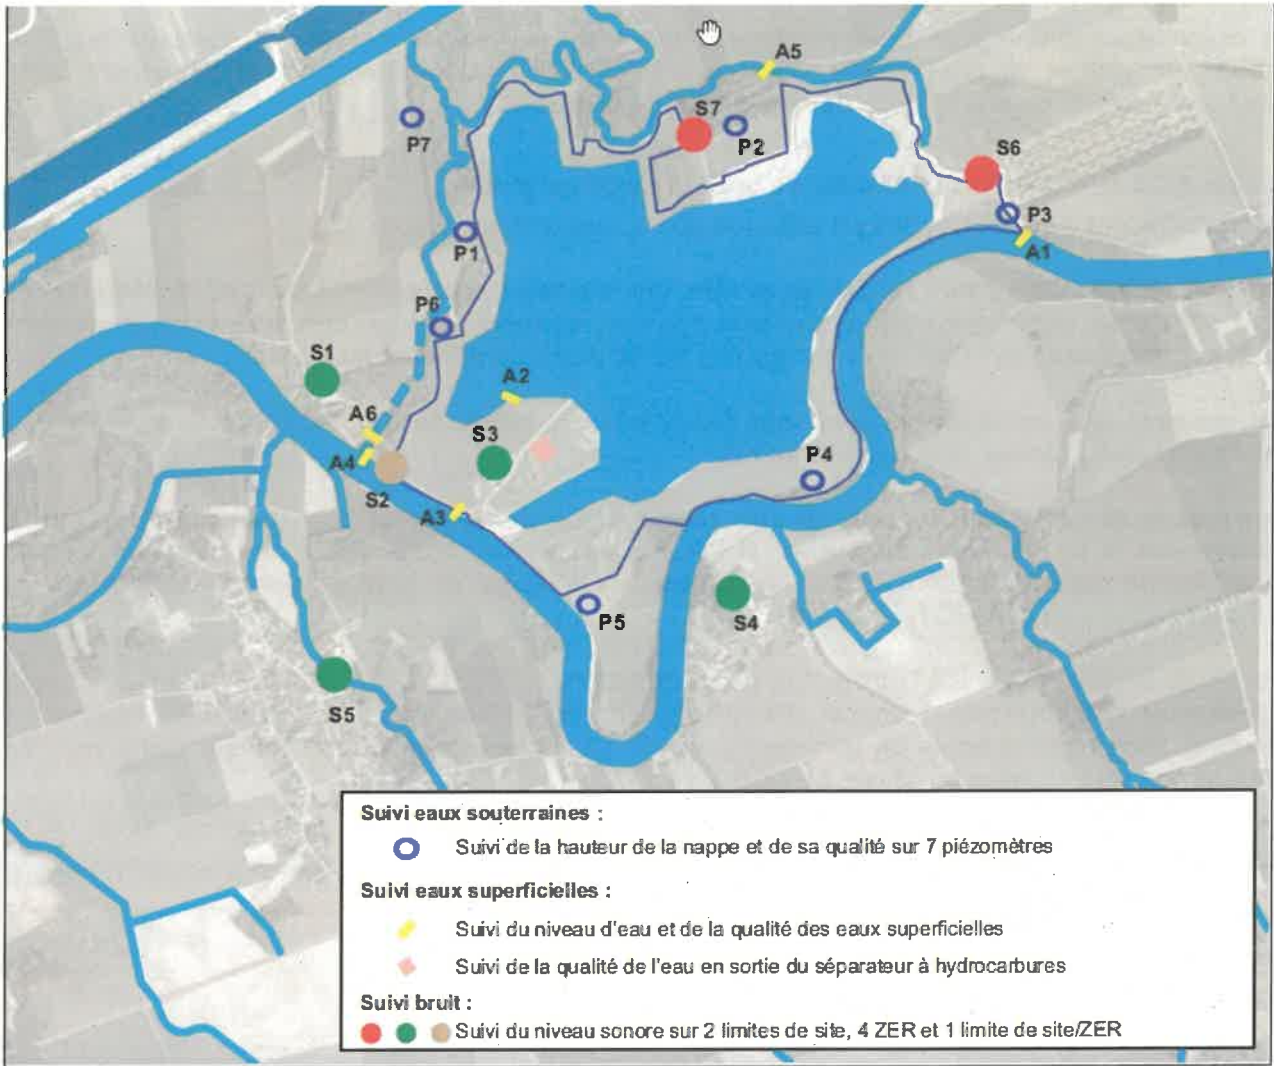 A5
S7
P7
P2
S6
P3
P1
A1
P6
S1
A2
A6
S3
A4
P4
S2
A3
P5
S4
S5
Suivi eaux souterraines :
Suivi de la hauteur de la nappe et de sa qualité sur 7 piézomètres
Suivi eaux superficielles :
Suivi du niveau d'eau et de la qualité des eaux superficielles
Suivi de la qualité de l'eau en sortie du séparateur à hydrocarbures
Suivi bruit :
Suivi du niveau sonore sur 2 limites de site, 4 ZER et 1 limite de site/ZER